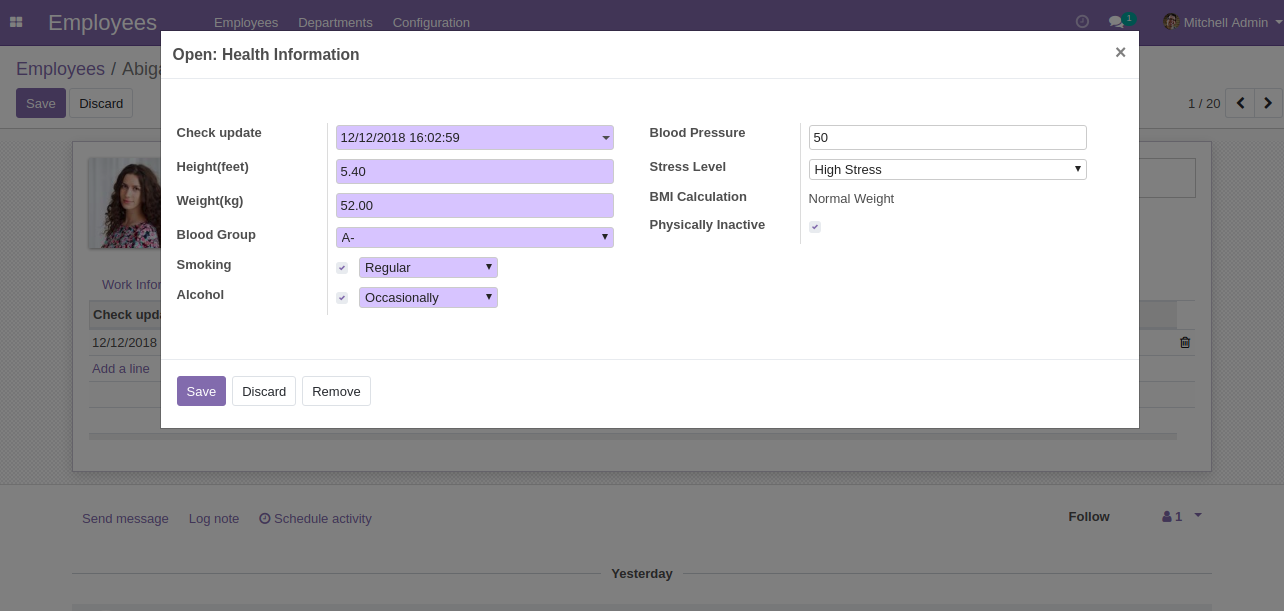 Employees Employees Departments Configuration 1 Mitchell Admin
Open: Health Information ×
Employees / Abiga
Save Discard 1 / 20
Check update 12/12/2018 16:02:59 Blood Pressure 50
Height(feet) 5.40 Stress Level High Stress
Weight(kg) 52.00 BMI Calculation Normal Weight
Blood Group A- Physically Inactive
Smoking Regular
Alcohol Occasionally
Work Infor
Check upda
12/12/2018
Add a line
Save Discard Remove
Send message Log note Schedule activity Follow 1
Yesterday